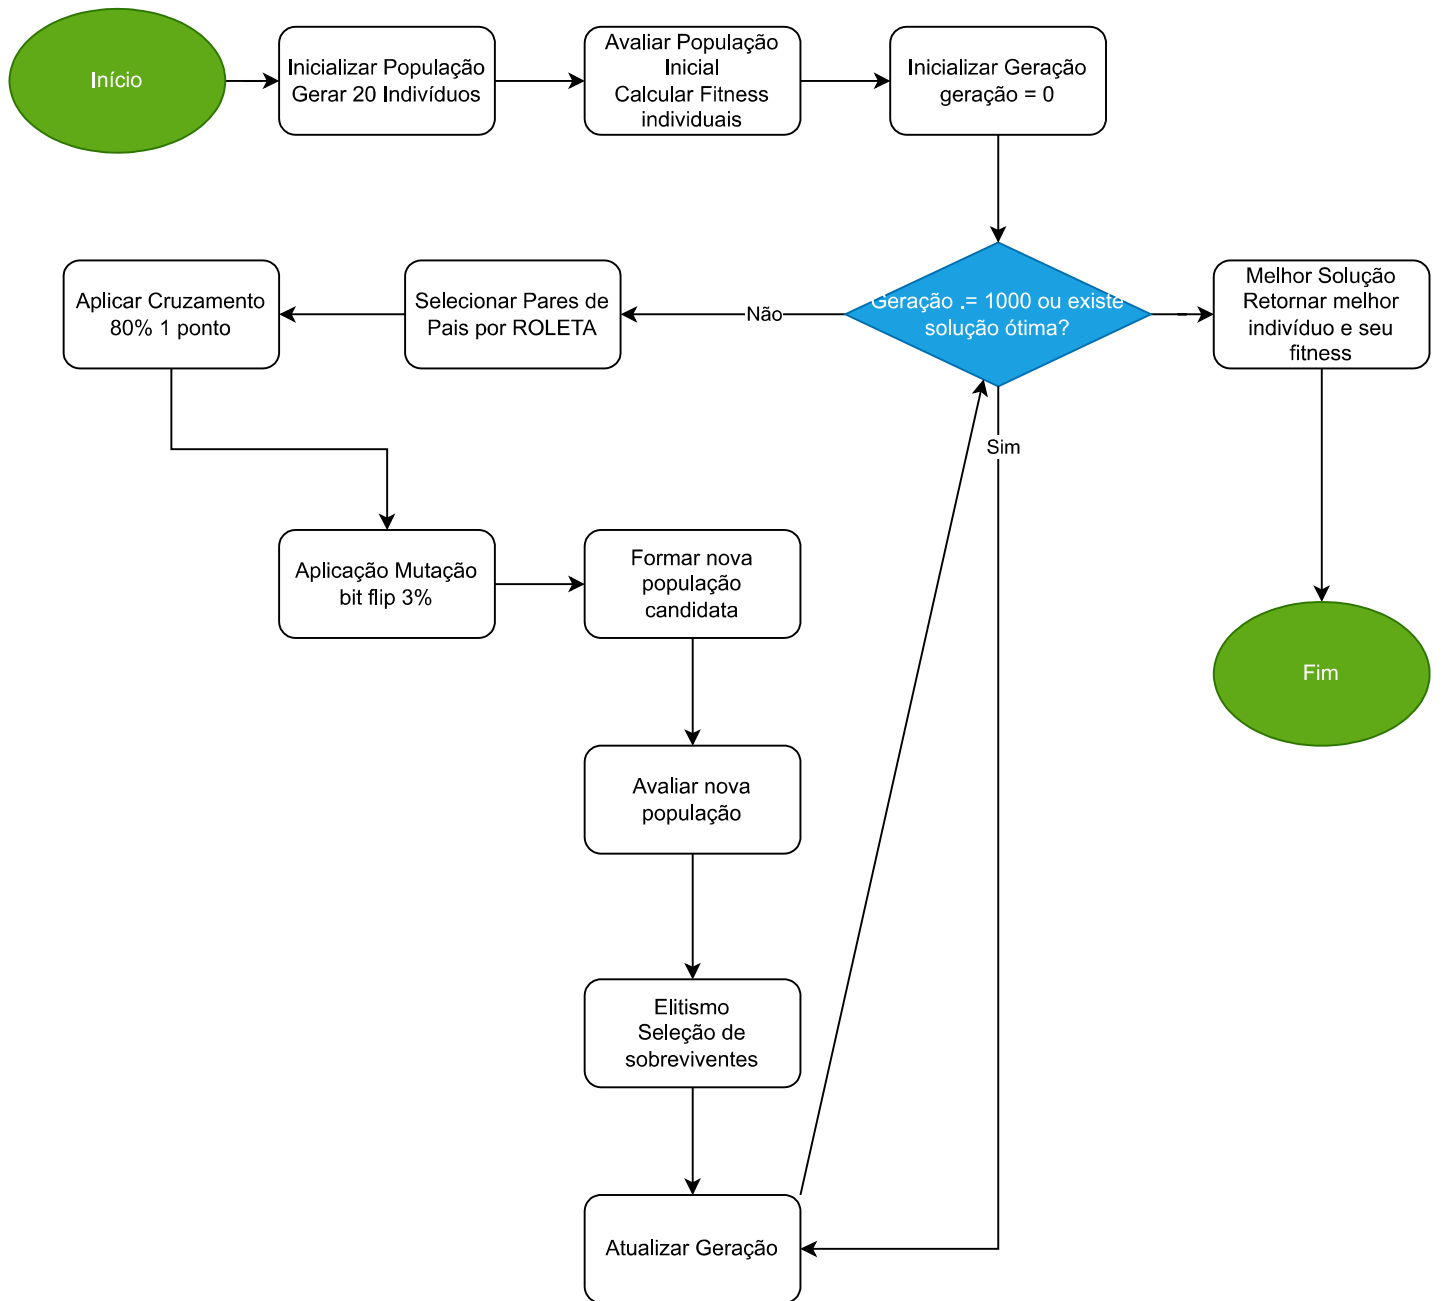 Início
Inicializar População
Gerar 20 Indivíduos
Avaliar População
Inicial
Calcular Fitness
individuais
Inicializar Geração
geração = 0
Aplicar Cruzamento
80% 1 ponto
Selecionar Pares de
Pais por ROLETA
Não
Geração .= 1000 ou existe
solução ótima?
Melhor Solução
Retornar melhor
indivíduo e seu
fitness
Sim
Aplicação Mutação
bit flip 3%
Formar nova
população
candidata
Fim
Avaliar nova
população
Elitismo
Seleção de
sobreviventes
Atualizar Geração